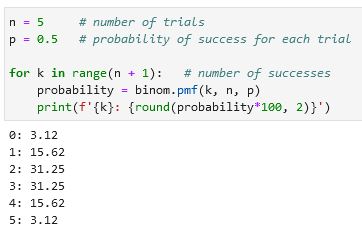 n = 5     # number of trials
p = 0.5   # probability of success for each trial
for k in range(n + 1):   # number of successes
    probability = binom.pmf(k, n, p)
    print(f'{k}: {round(probability*100, 2)}')
0: 3.12
1: 15.62
2: 31.25
3: 31.25
4: 15.62
5: 3.12